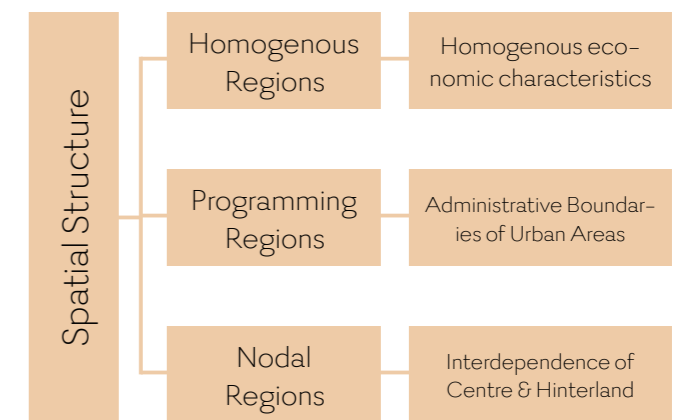 Spatial Structure
Homogenous
Regions
Homogenous eco-
nomic characteristics
Programming
Regions
Administrative Boundar-
ies of Urban Areas
Nodal
Regions
Interdependence of
Centre & Hinterland